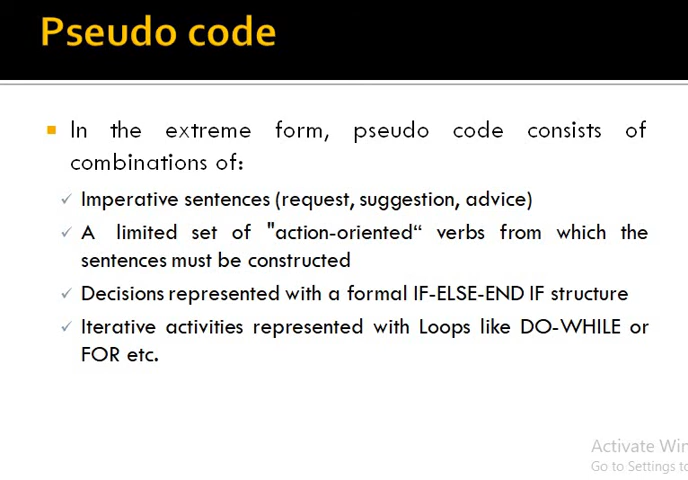 Pseudo code
In the extreme form, pseudo code consists of
combinations of:
Imperative sentences (request, suggestion, advice)
A limited set of "action-oriented“ verbs from which the
sentences must be constructed
Decisions represented with a formal IF-ELSE-END IF structure
Iterative activities represented with Loops like DO-WHILE or
FOR etc.
Activate Win
Go to Settings to